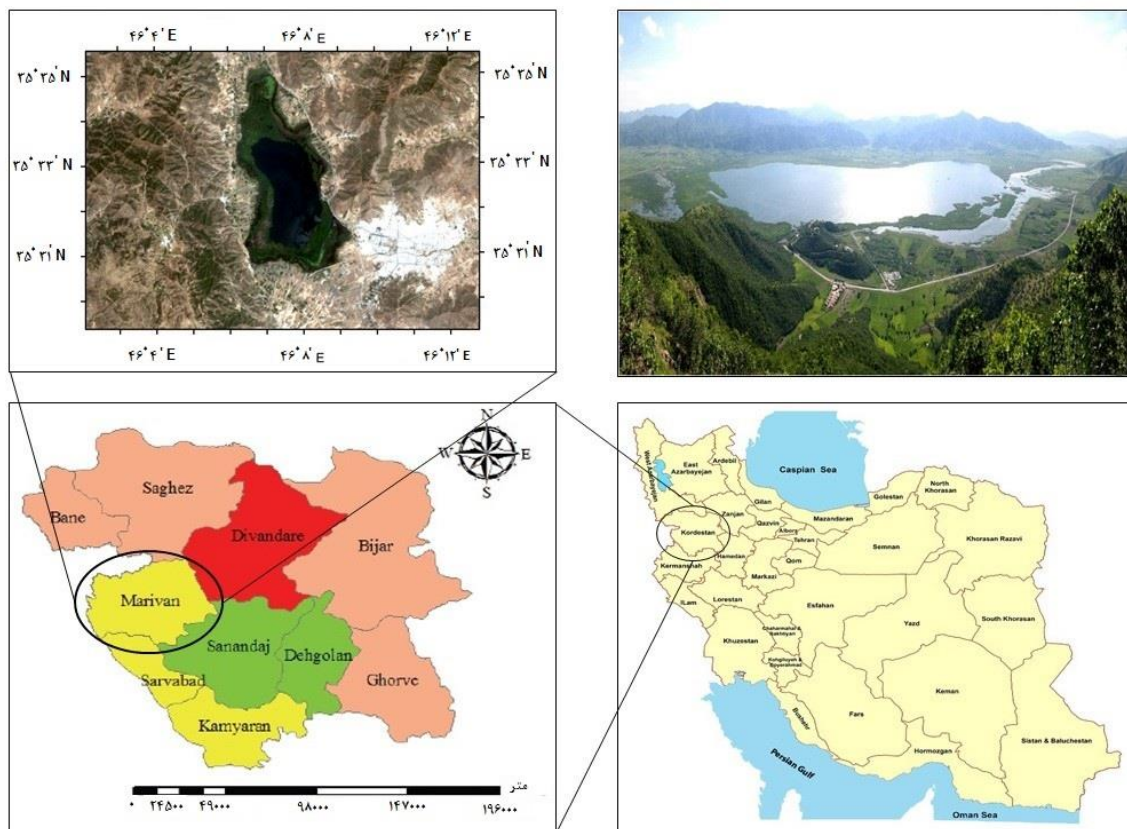 ۴۶° ۴' E ۴۶° ۸' E ۴۶° ۱۲' E
۳۵° ۳۵' N ۳۵° ۳۵' N
۳۵° ۳۳' N ۳۵° ۳۳' N
۳۵° ۳۱' N ۳۵° ۳۱' N
۴۶° ۴' E ۴۶° ۸' E ۴۶° ۱۲' E
N
W E
S
Saghez
Bane
Divandare
Bijar
Marivan
Sanandaj
Dehgolan
Sarvabad
Ghorve
Kamyaran
متر
۰ ۲۴۵۰۰ ۴۹۰۰۰ ۹۸۰۰۰ ۱۴۷۰۰۰ ۱۹۶۰۰۰
West Azarbayejan
East
Azarbayejan
Ardebil
Caspian Sea
Gilan
Golestan
North
Khorasan
Zanjan
Mazandaran
Kordestan
Qazvin
Alborz
Tehran
Semnan
Khorasan Razavi
Hamedan
Kermanshah
Qom
Markazi
ILam
Lorestan
Esfahan
South Khorasan
Yazd
Chaharmahal &
Bakhtiyari
Khuzestan
Kohgiluyeh &
Boyerahmad
Keman
Bushehr
Fars
Sistan & Baluchestan
Hormozgan
Persian Gulf
Oman Sea